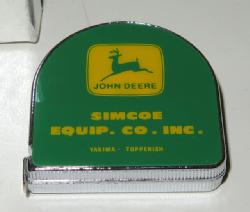 JOHN DEERE
SIMCOE
EQUIP. CO. INC.
YAKIMA - TOPPENISH